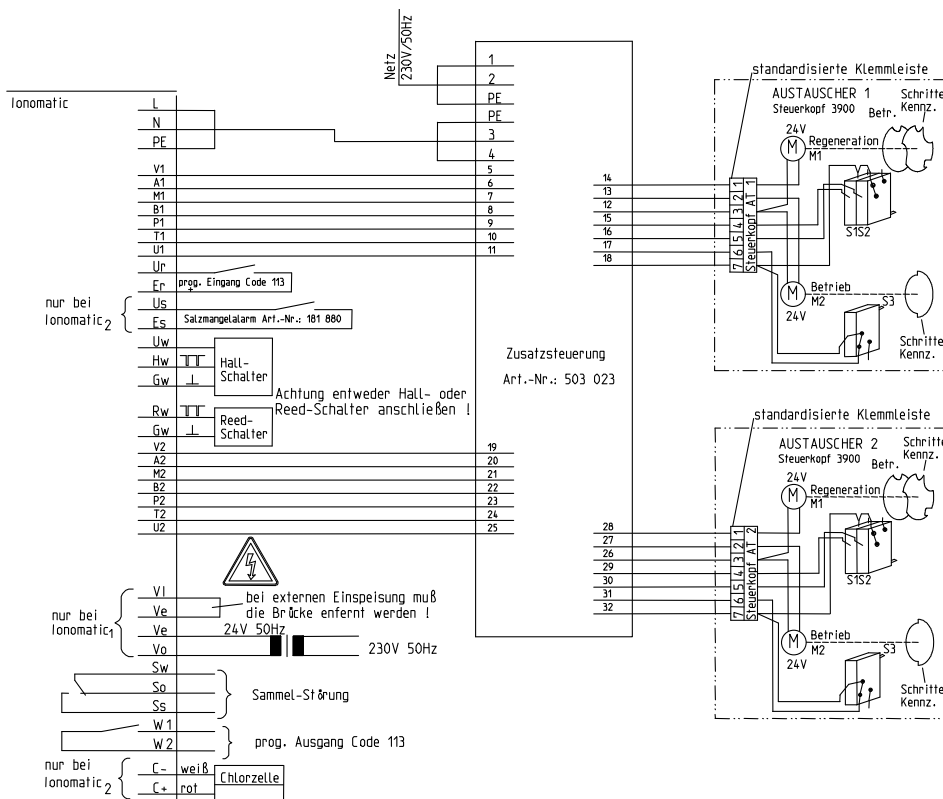 Netz
230V/50Hz
Ionomatic
L
N
PE
V1
A1
M1
B1
P1
T1
U1
Ur
Er
prog. Eingang Code 113
+
nur bei
Ionomatic 2
Us
Es
Salzmangelalarm Art.-Nr.: 181 880
Uw
Hw
Gw
Hall-
Schalter
Achtung entweder Hall- oder
Reed-Schalter anschließen !
Rw
Gw
Reed-
Schalter
V2
A2
M2
B2
P2
T2
U2
nur bei
Ionomatic 1
Vl
Ve
Ve
Vo
bei externen Einspeisung muß
die Brücke enfernt werden !
24V 50Hz
230V 50Hz
Sw
So
Ss
Sammel-Störung
W1
W2
prog. Ausgang Code 113
nur bei
Ionomatic 2
C- weiß
C+ rot
Chlorzelle
1
2
PE
PE
3
4
5
6
7
8
9
10
11
Zusatzsteuerung
Art.-Nr.: 503 023
19
20
21
22
23
24
25
14
13
12
15
16
17
18
28
27
26
29
30
31
32
standardisierte Klemmleiste
AUSTAUSCHER 1
Steuerkopf 3900
Betr.
Schritte
Kennz.
24V
M
Regeneration
M1
7 6 5 4 3 2 1
Steuerkopf AT 1
S1S2
M
Betrieb
M2
24V
S3
Schritte
Kennz.
standardisierte Klemmleiste
AUSTAUSCHER 2
Steuerkopf 3900
Betr.
Schritte
Kennz.
24V
M
Regeneration
M1
7 6 5 4 3 2 1
Steuerkopf AT 2
S1S2
M
Betrieb
M2
24V
S3
Schritte
Kennz.